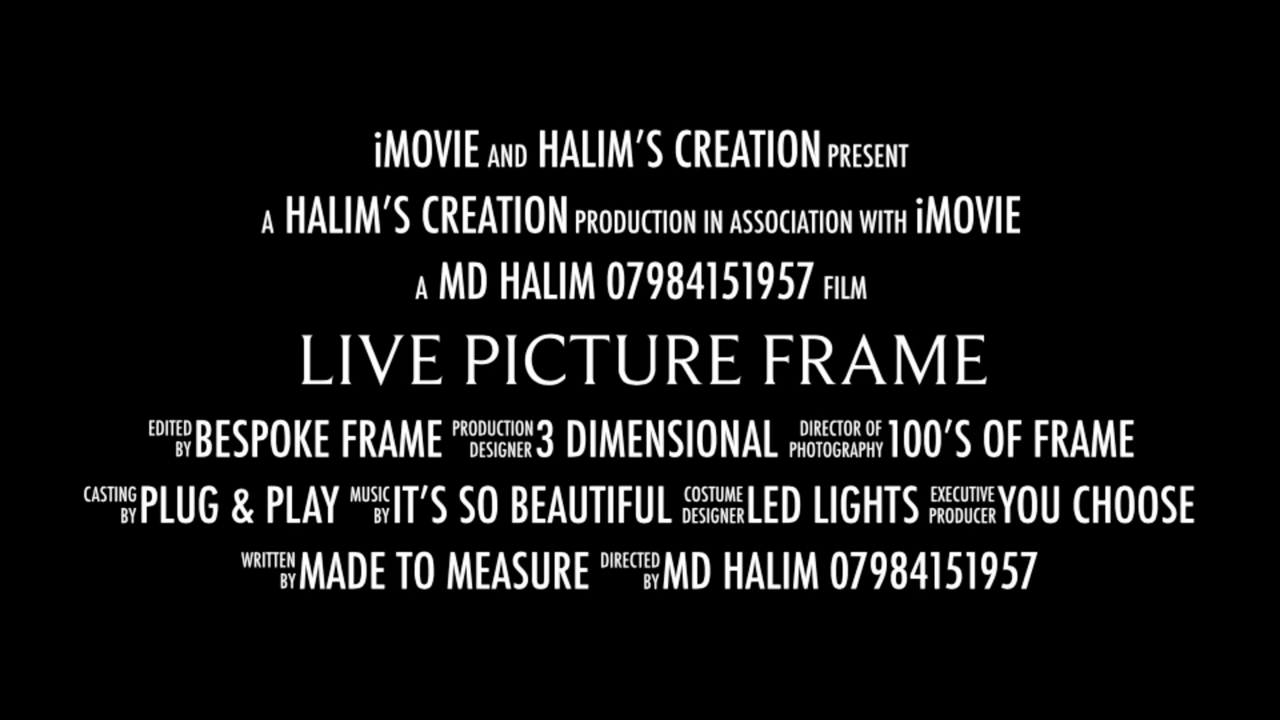 iMOVIE AND HALIM'S CREATION PRESENT
A HALIM'S CREATION PRODUCTION IN ASSOCIATION WITH iMOVIE
A MD HALIM 07984151957 FILM
LIVE PICTURE FRAME
EDITED BY BESPOKE FRAME PRODUCTION DESIGNER 3 DIMENSIONAL DIRECTOR OF PHOTOGRAPHY 100'S OF FRAME
CASTING BY PLUG & PLAY MUSIC BY IT'S SO BEAUTIFUL COSTUME DESIGNER LED LIGHTS EXECUTIVE PRODUCER YOU CHOOSE
WRITTEN BY MADE TO MEASURE DIRECTED BY MD HALIM 07984151957